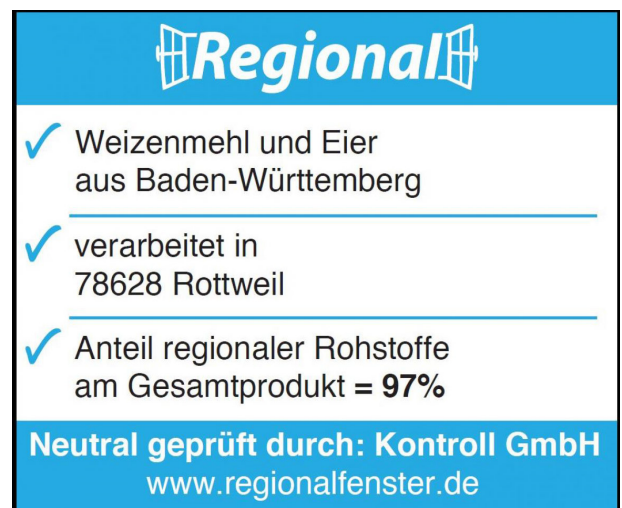 Regional
Weizenmehl und Eier
aus Baden-Württemberg
verarbeitet in
78628 Rottweil
Anteil regionaler Rohstoffe
am Gesamtprodukt = 97%
Neutral geprüft durch: Kontroll GmbH
www.regionalfenster.de